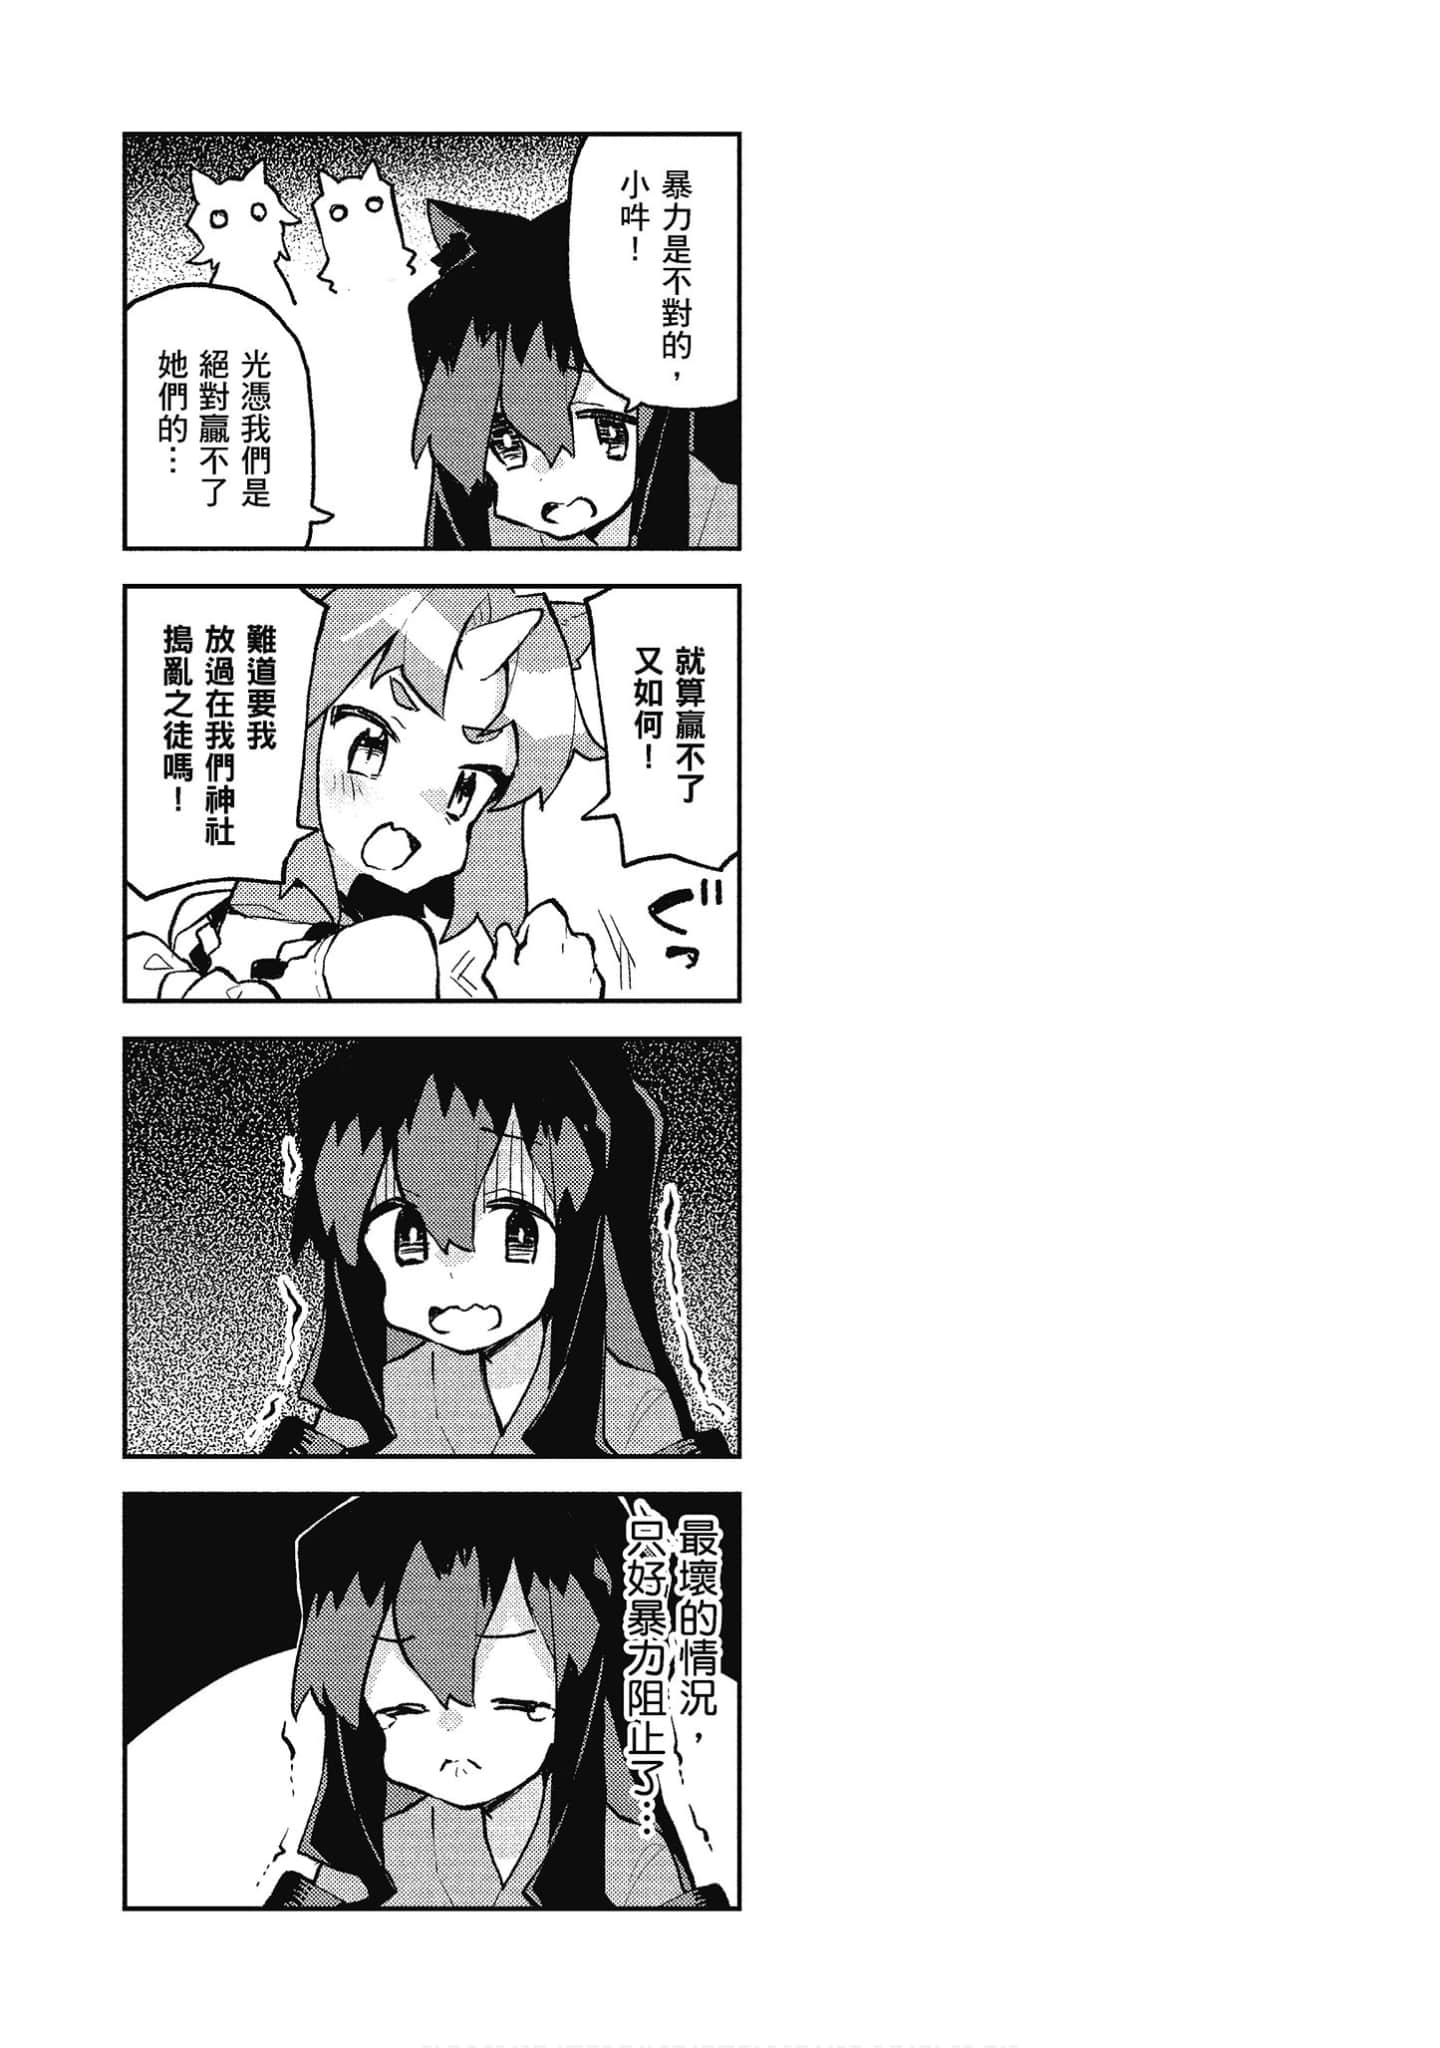 暴力是不對的，
小吽！
光憑我們是
絕對贏不了
她們的…
就算贏不了
又如何！
難道要我
放過在我們神社
搗亂之徒嗎！
ぐっ
最壞的情況，
只好暴力阻止了…